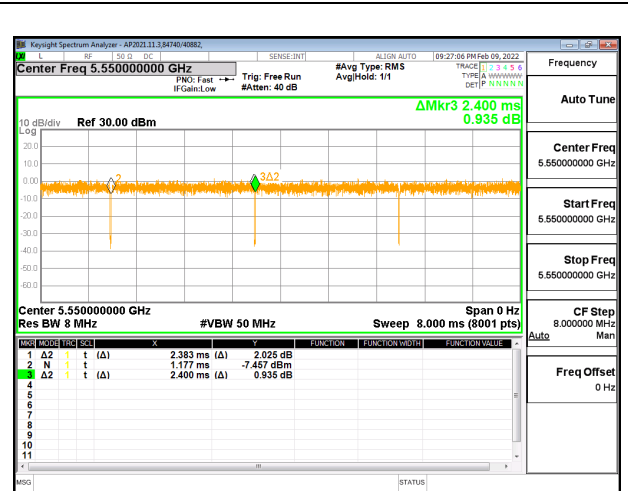 Keysight Spectrum Analyzer - AP2021.11.3,84740/40882,
L RF 50 Ω DC SENSE:INT ALIGN AUTO 09:27:06 PM Feb 09, 2022
Center Freq 5.550000000 GHz
PNO: Fast
IFGain:Low
Trig: Free Run
#Atten: 40 dB
#Avg Type: RMS
Avg|Hold: 1/1
TRACE 1 2 3 4 5 6
TYPE A WWWWW
DET P NNNNN
Frequency
Auto Tune
Center Freq
5.550000000 GHz
Start Freq
5.550000000 GHz
Stop Freq
5.550000000 GHz
CF Step
8.000000 MHz
Auto Man
Freq Offset
0 Hz
ΔMkr3 2.400 ms
0.935 dB
10 dB/div Ref 30.00 dBm
Log
20.0
10.0
0.00
-10.0
-20.0
-30.0
-40.0
-50.0
-60.0
2
3Δ2
Center 5.550000000 GHz Span 0 Hz
Res BW 8 MHz #VBW 50 MHz Sweep 8.000 ms (8001 pts)
MKR MODE TRC SCL X Y FUNCTION FUNCTION WIDTH FUNCTION VALUE
1 Δ2 1 t (Δ) 2.383 ms (Δ) 2.025 dB
2 N 1 t 1.177 ms -7.457 dBm
3 Δ2 1 t (Δ) 2.400 ms (Δ) 0.935 dB
4
5
6
7
8
9
10
11
MSG STATUS